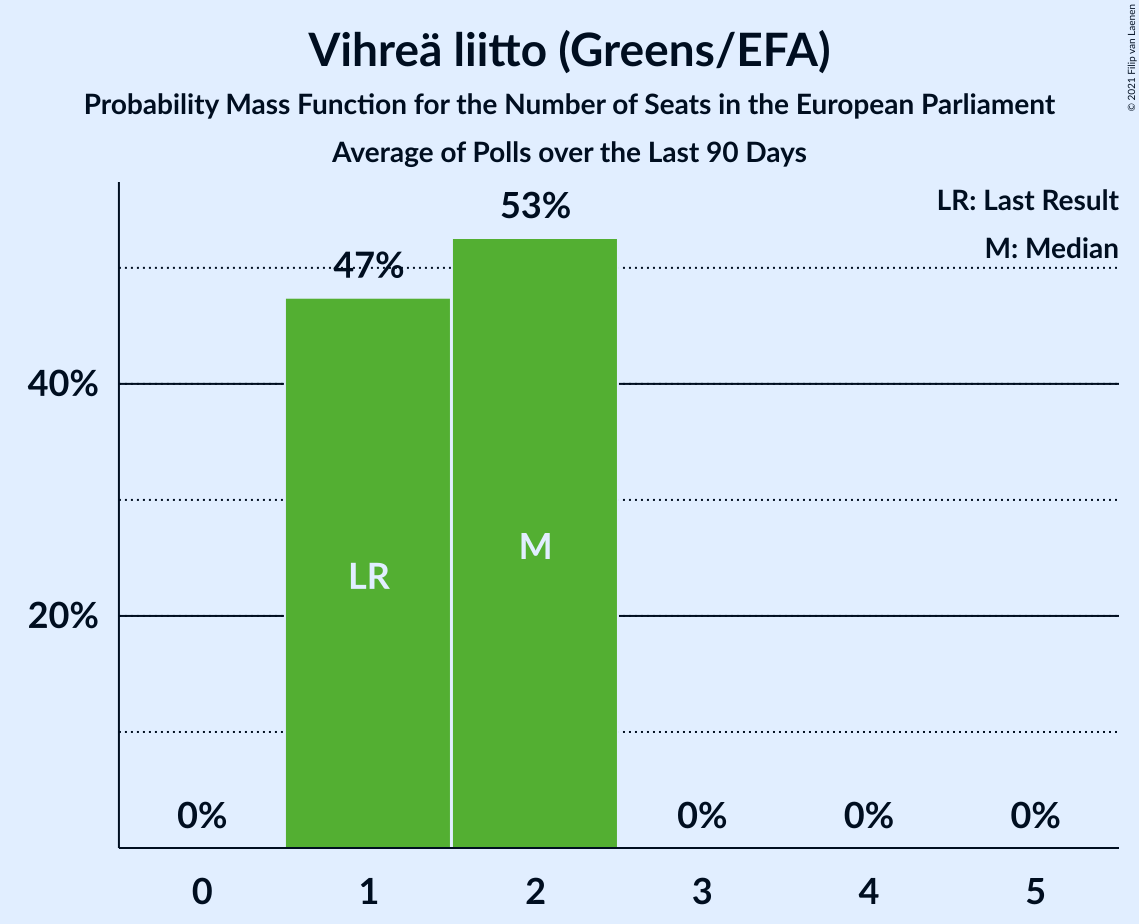 Vihreä liitto (Greens/EFA)
Probability Mass Function for the Number of Seats in the European Parliament
Average of Polls over the Last 90 Days
© 2021 Filip van Laenen
LR: Last Result
M: Median
53%
47%
40%
20%
LR
M
0%
0%
0%
0%
0
1
2
3
4
5